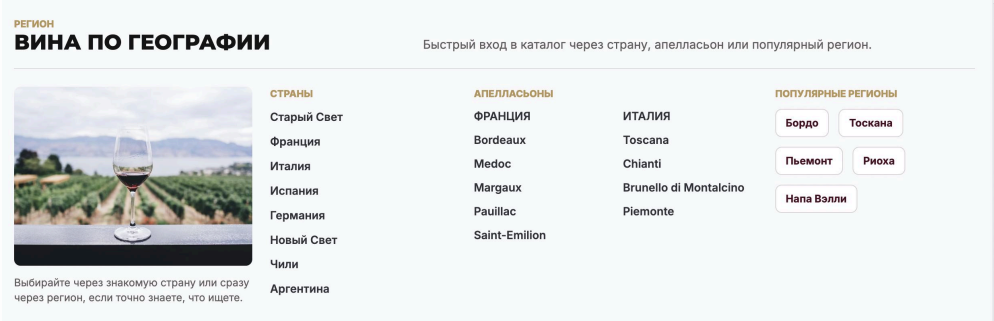 РЕГИОН
ВИНА ПО ГЕОГРАФИИ
Быстрый вход в каталог через страну, апелласьон или популярный регион.
Выбирайте через знакомую страну или сразу
через регион, если точно знаете, что ищете.
СТРАНЫ
Старый Свет
Франция
Италия
Испания
Германия
Новый Свет
Чили
Аргентина
АПЕЛЛАСЬОНЫ
ФРАНЦИЯ
Bordeaux
Medoc
Margaux
Pauillac
Saint-Emilion
ИТАЛИЯ
Toscana
Chianti
Brunello di Montalcino
Piemonte
ПОПУЛЯРНЫЕ РЕГИОНЫ
Бордо
Тоскана
Пьемонт
Риоха
Напа Вэлли